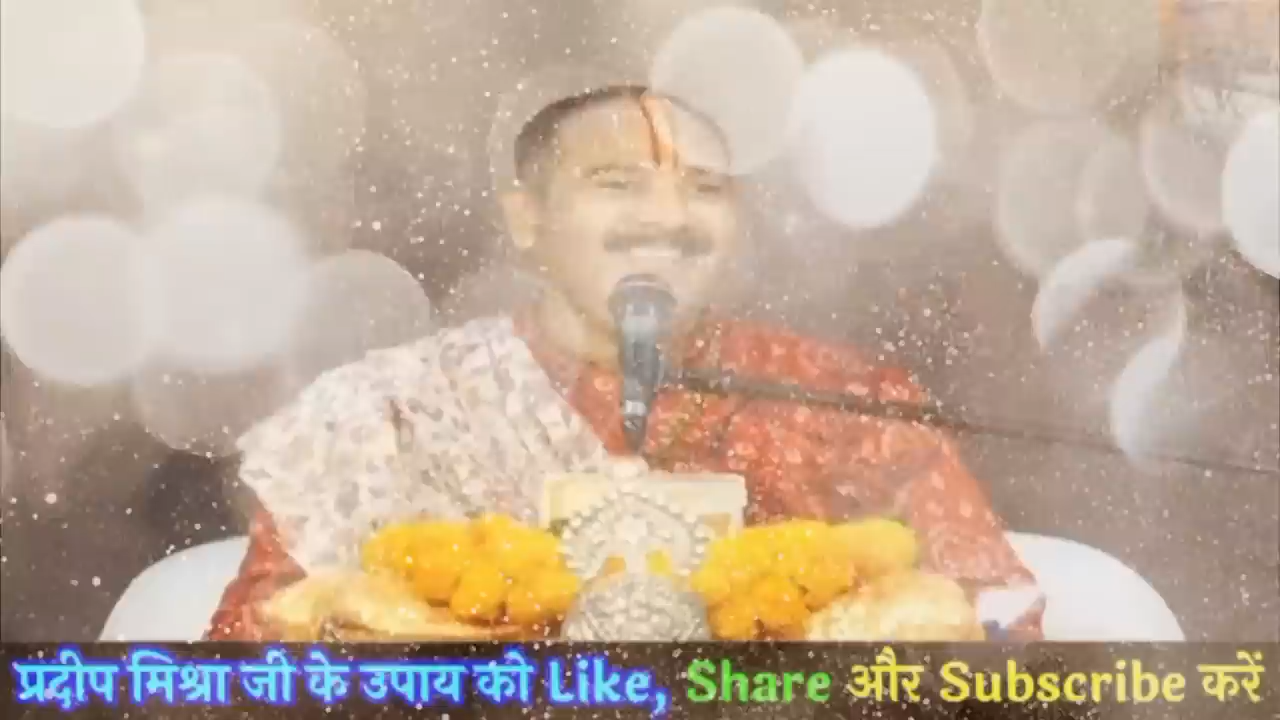 प्रदीप मिश्रा जी के उपाय को Like, Share और Subscribe करें